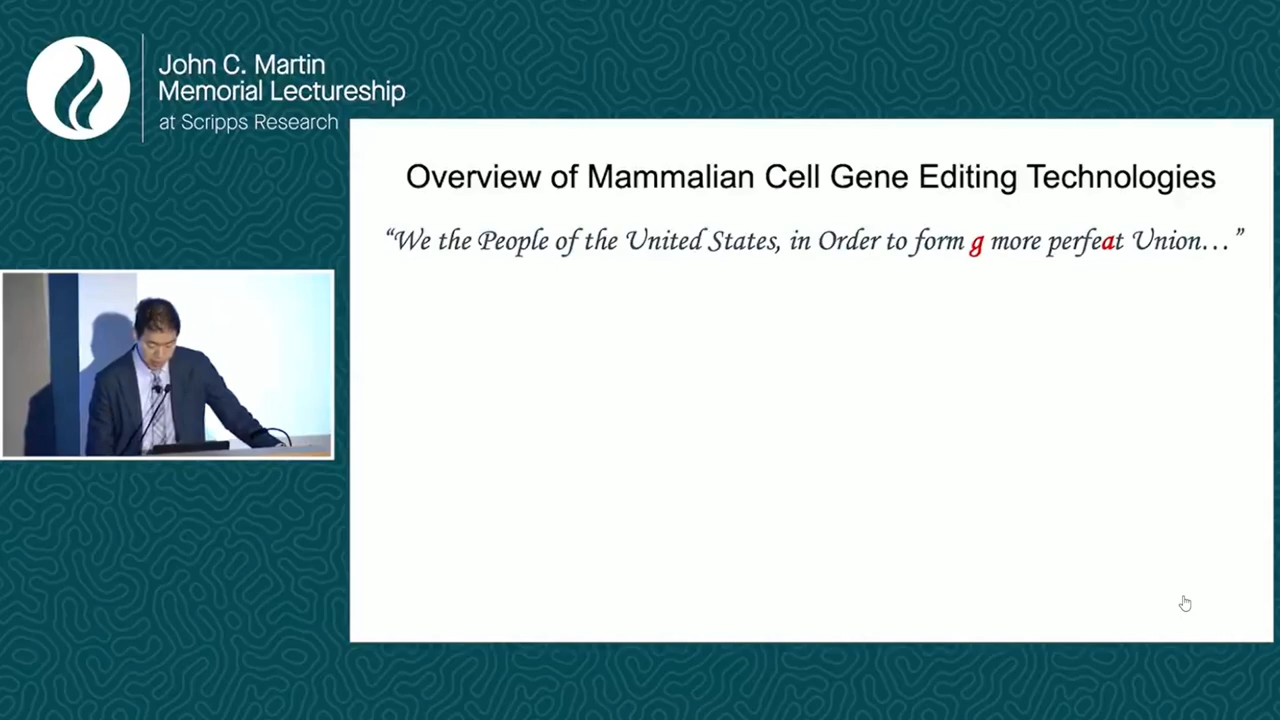 John C. Martin
Memorial Lectureship
at Scripps Research
Overview of Mammalian Cell Gene Editing Technologies
“We the People of the United States, in Order to form g more perfeat Union…”